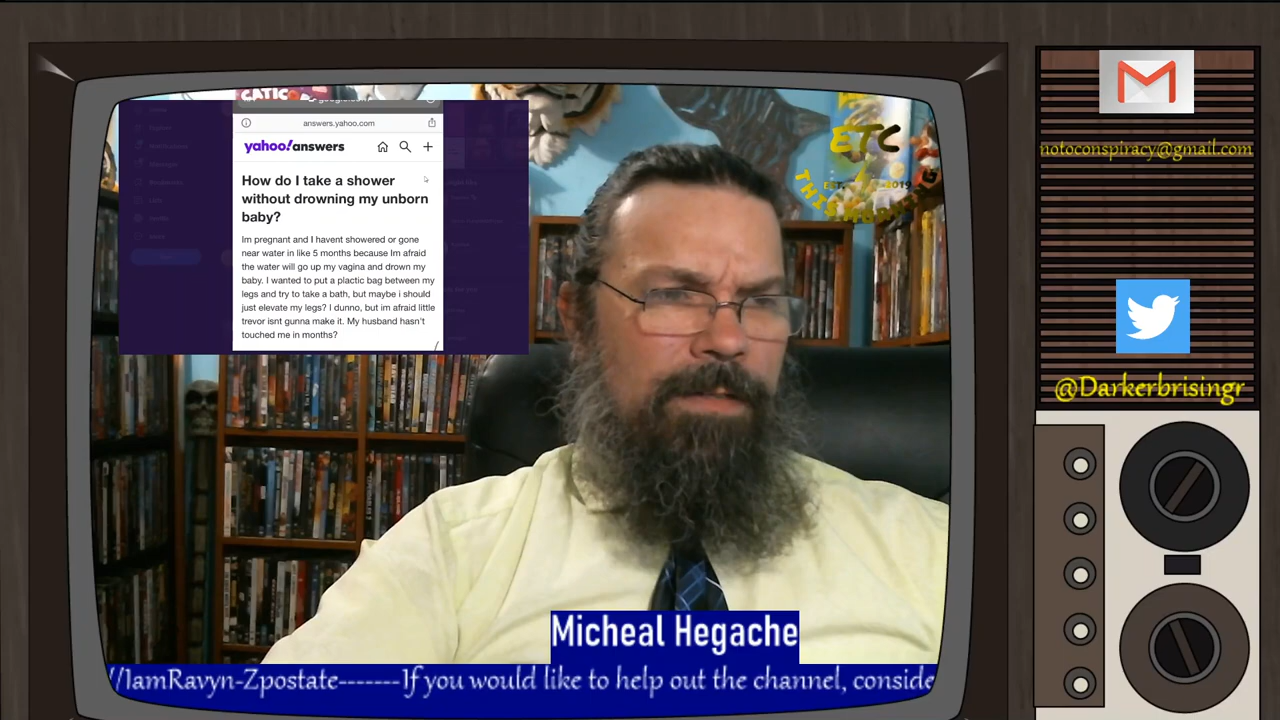 CATIC
answers.yahoo.com
yahoo!answers
How do I take a shower
without drowning my unborn
baby?
Im pregnant and I havent showered or gone
near water in like 5 months because Im afraid
the water will go up my vagina and drown my
baby. I wanted to put a plactic bag between my
legs and try to take a bath, but maybe i should
just elevate my legs? I dunno, but im afraid little
trevor isnt gunna make it. My husband hasn't
touched me in months?
ETC
Micheal Hegache
//IamRavyn-Zpostate-------If you would like to help out the channel, conside
notoconspiracy@gmail.com
@Darkerbrisingr